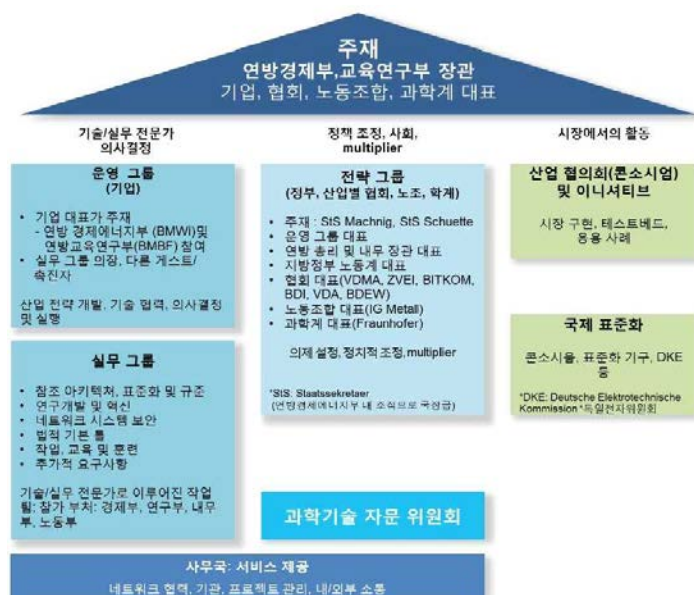 주재
연방경제부,교육연구부 장관
기업, 협회, 노동조합, 과학계 대표
기술/실무 전문가
의사결정
운영 그룹
(기업)
• 기업 대표가 주재
- 연방 경제에너지부 (BMWI)및
연방교육연구부(BMBF) 참여
• 실무 그룹 의장, 다른 게스트/
촉진자
산업 전략 개발, 기술 협력, 의사결정
및 실행
실무 그룹
• 참조 아키텍쳐, 표준화 및 규준
• 연구개발 및 혁신
• 네트워크 시스템 보안
• 법적 기본 틀
• 작업, 교육 및 훈련
• 추가적 요구사항
기술/실무 전문가로 이루어진 작업
팀: 참가 부처: 경제부, 연구부, 내무
부, 노동부
정책 조정, 사회,
multiplier
전략 그룹
(정부, 산업별 협회, 노조, 학계)
• 주재 : StS Machnig, StS Schuette
• 운영 그룹 대표
• 연방 총리 및 내무 장관 대표
• 지방정부 노동계 대표
• 협회 대표(VDMA, ZVEI, BITKOM,
BDI, VDA, BDEW)
• 노동조합 대표(IG Metall)
• 과학계 대표(Fraunhofer)
의제 설정, 정치적 조정, multiplier
*StS: Staatssekretaer
(연방경제에너지부 내 조직으로 국장급)
과학기술 자문 위원회
시장에서의 활동
산업 협의회(콘소시엄)
및 이니셔티브
시장 구현, 테스트베드,
응용 사례
국제 표준화
콘소시움, 표준화 기구, DKE
등
*DKE: Deutsche Elektrotechnische
Kommission *독일전자위원회
사무국: 서비스 제공
네트워크 협력, 기관, 프로젝트 관리, 내/외부 소통